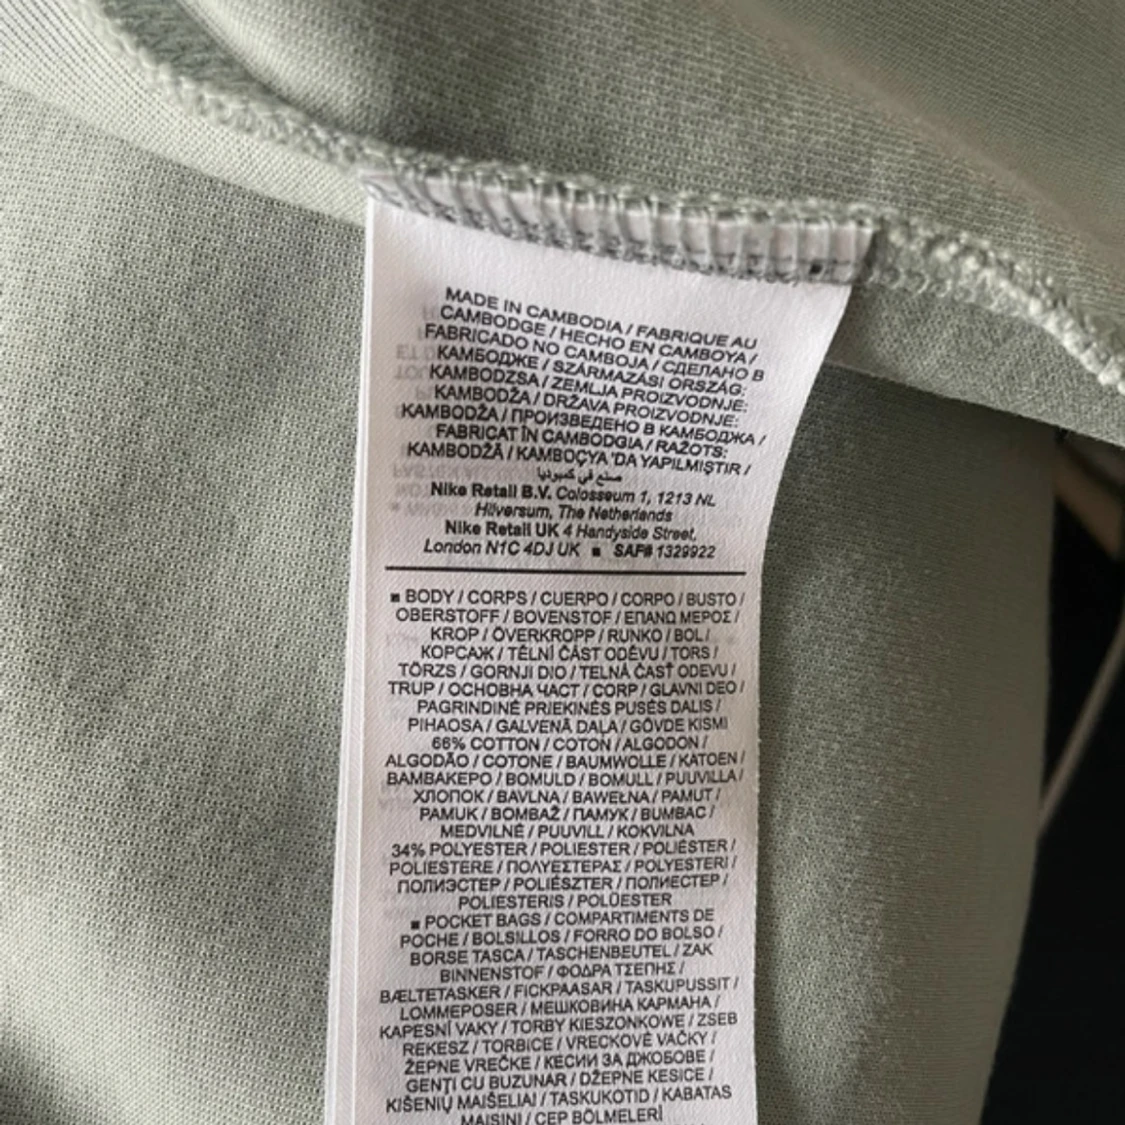 MADE IN CAMBODIA / FABRIQUE AU
CAMBODGE / HECHO EN CAMBOYA /
FABRICADO NO CAMBOJA / СДЕЛАНО В
КАМБОДЖЕ / SZÁRMAZÁSI ORSZÁG:
KAMBODZSA / ZEMLJA PROIZVODNJE:
KAMBODŽA / DRŽAVA PROIZVODNJE:
KAMBODŽA / ПРОИЗВЕДЕНО В КАМБОДЖА /
FABRICAT ÎN CAMBODGIA / RAŽOTS:
KAMBODŽĀ / KAMBOÇYA 'DA YAPILMIŞTIR /
صنع في كمبوديا
Nike Retail B.V. Colosseum 1, 1213 NL
Hilversum, The Netherlands
Nike Retail UK 4 Handyside Street,
London N1C 4DJ UK ▪ SAF# 1329922
▪ BODY / CORPS / CUERPO / CORPO / BUSTO /
OBERSTOFF / BOVENSTOF / ΕΠΑΝΩ ΜΕΡΟΣ /
KROP / ÖVERKROPP / RUNKO / BOL /
КОРСАЖ / TĚLNÍ ČÁST ODĚVU / TORS /
TÖRZS / GORNJI DIO / TELNÁ ČASŤ ODEVU /
TRUP / ОСНОВНА ЧАСТ / CORP / GLAVNI DEO /
PAGRINDINĖ PRIEKINĖS PUSĖS DALIS /
PIHAOSA / GALVENĀ DAĻA / GÖVDE KISMI
66% COTTON / COTON / ALGODON /
ALGODÃO / COTONE / BAUMWOLLE / KATOEN /
ΒΑΜΒΑΚΕΡΟ / BOMULD / BOMULL / PUUVILLA /
ХЛОПОК / BAVLNA / BAWEŁNA / PAMUT /
PAMUK / BOMBAŽ / ПАМУК / BUMBAC /
MEDVILNĖ / PUUVILL / KOKVILNA
34% POLYESTER / POLIESTER / POLIÉSTER /
POLIESTERE / ΠΟΛΥΕΣΤΕΡΑΣ / POLYESTERI /
ПОЛИЭСТЕР / POLIÉSZTER / ПОЛИЕСТЕР /
POLIESTERIS / POLÜESTER
▪ POCKET BAGS / COMPARTIMENTS DE
POCHE / BOLSILLOS / FORRO DO BOLSO /
BORSE TASCA / TASCHENBEUTEL / ZAK
BINNENSTOF / ΦΟΔΡΑ ΤΣΕΠΗΣ /
BÆLTETASKER / FICKPAASAR / TASKUPUSSIT /
LOMMEPOSER / МЕШКОВИНА КАРМАНА /
KAPESNÍ VAKY / TORBY KIESZONKOWE / ZSEB
REKESZ / TORBICE / VRECKOVÉ VAČKY /
ŽEPNE VREČKE / КЕСИИ ЗА ДЖОБОВЕ /
GENȚI CU BUZUNAR / DŽEPNE KESICE /
KIŠENIŲ MAIŠELIAI / TASKUKOTID / KABATAS
MAISIŅI / CEP BÖLMELERİ